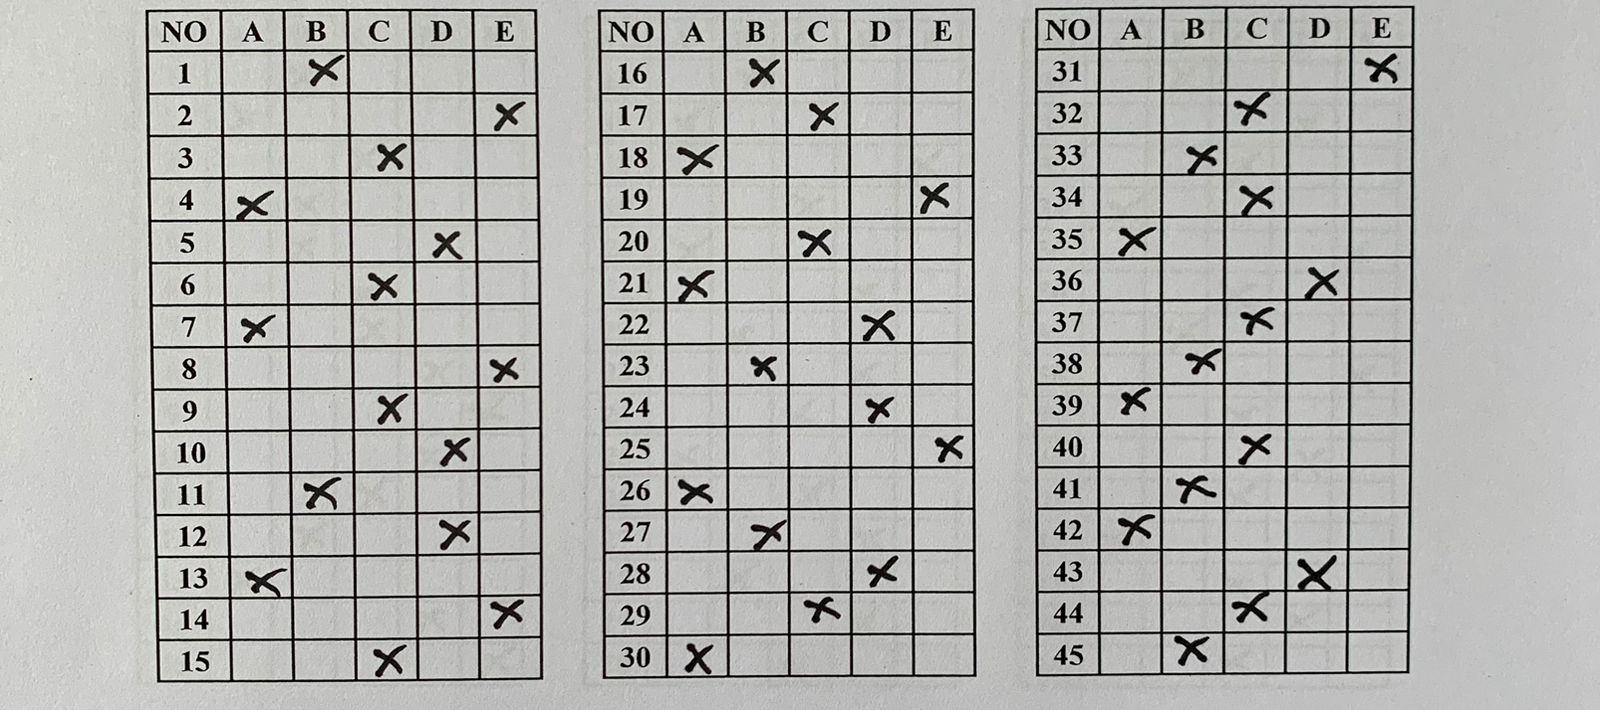 NO A B C D E
1 X
2 X
3 X
4 X
5 X
6 X
7 X
8 X
9 X
10 X
11 X
12 X
13 X
14 X
15 X
NO A B C D E
16 X
17 X
18 X
19 X
20 X
21 X
22 X
23 X
24 X
25 X
26 X
27 X
28 X
29 X
30 X
NO A B C D E
31 X
32 X
33 X
34 X
35 X
36 X
37 X
38 X
39 X
40 X
41 X
42 X
43 X
44 X
45 X